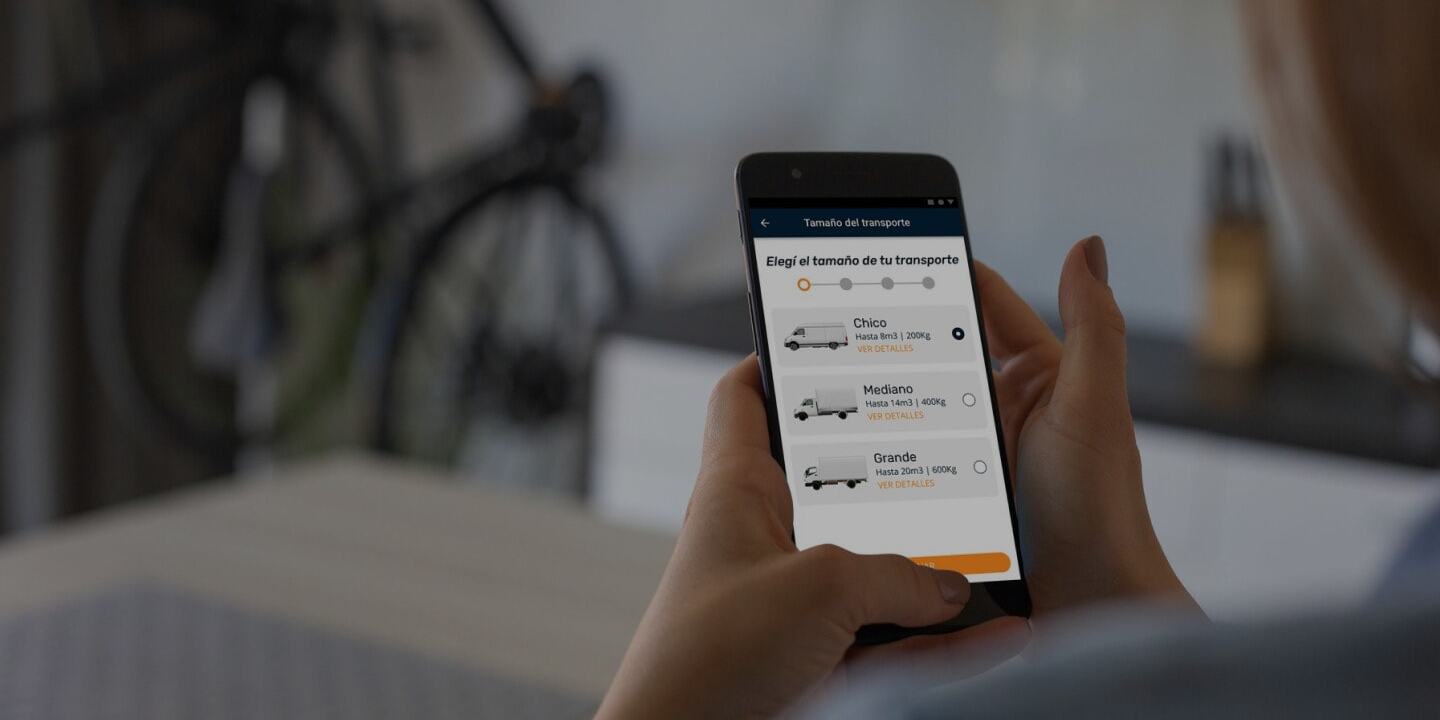 Tamaño del transporte
Elegí el tamaño de tu transporte
Chico
Hasta 8m3 | 200Kg
VER DETALLES
Mediano
Hasta 14m3 | 400Kg
VER DETALLES
Grande
Hasta 20m3 | 600Kg
VER DETALLES